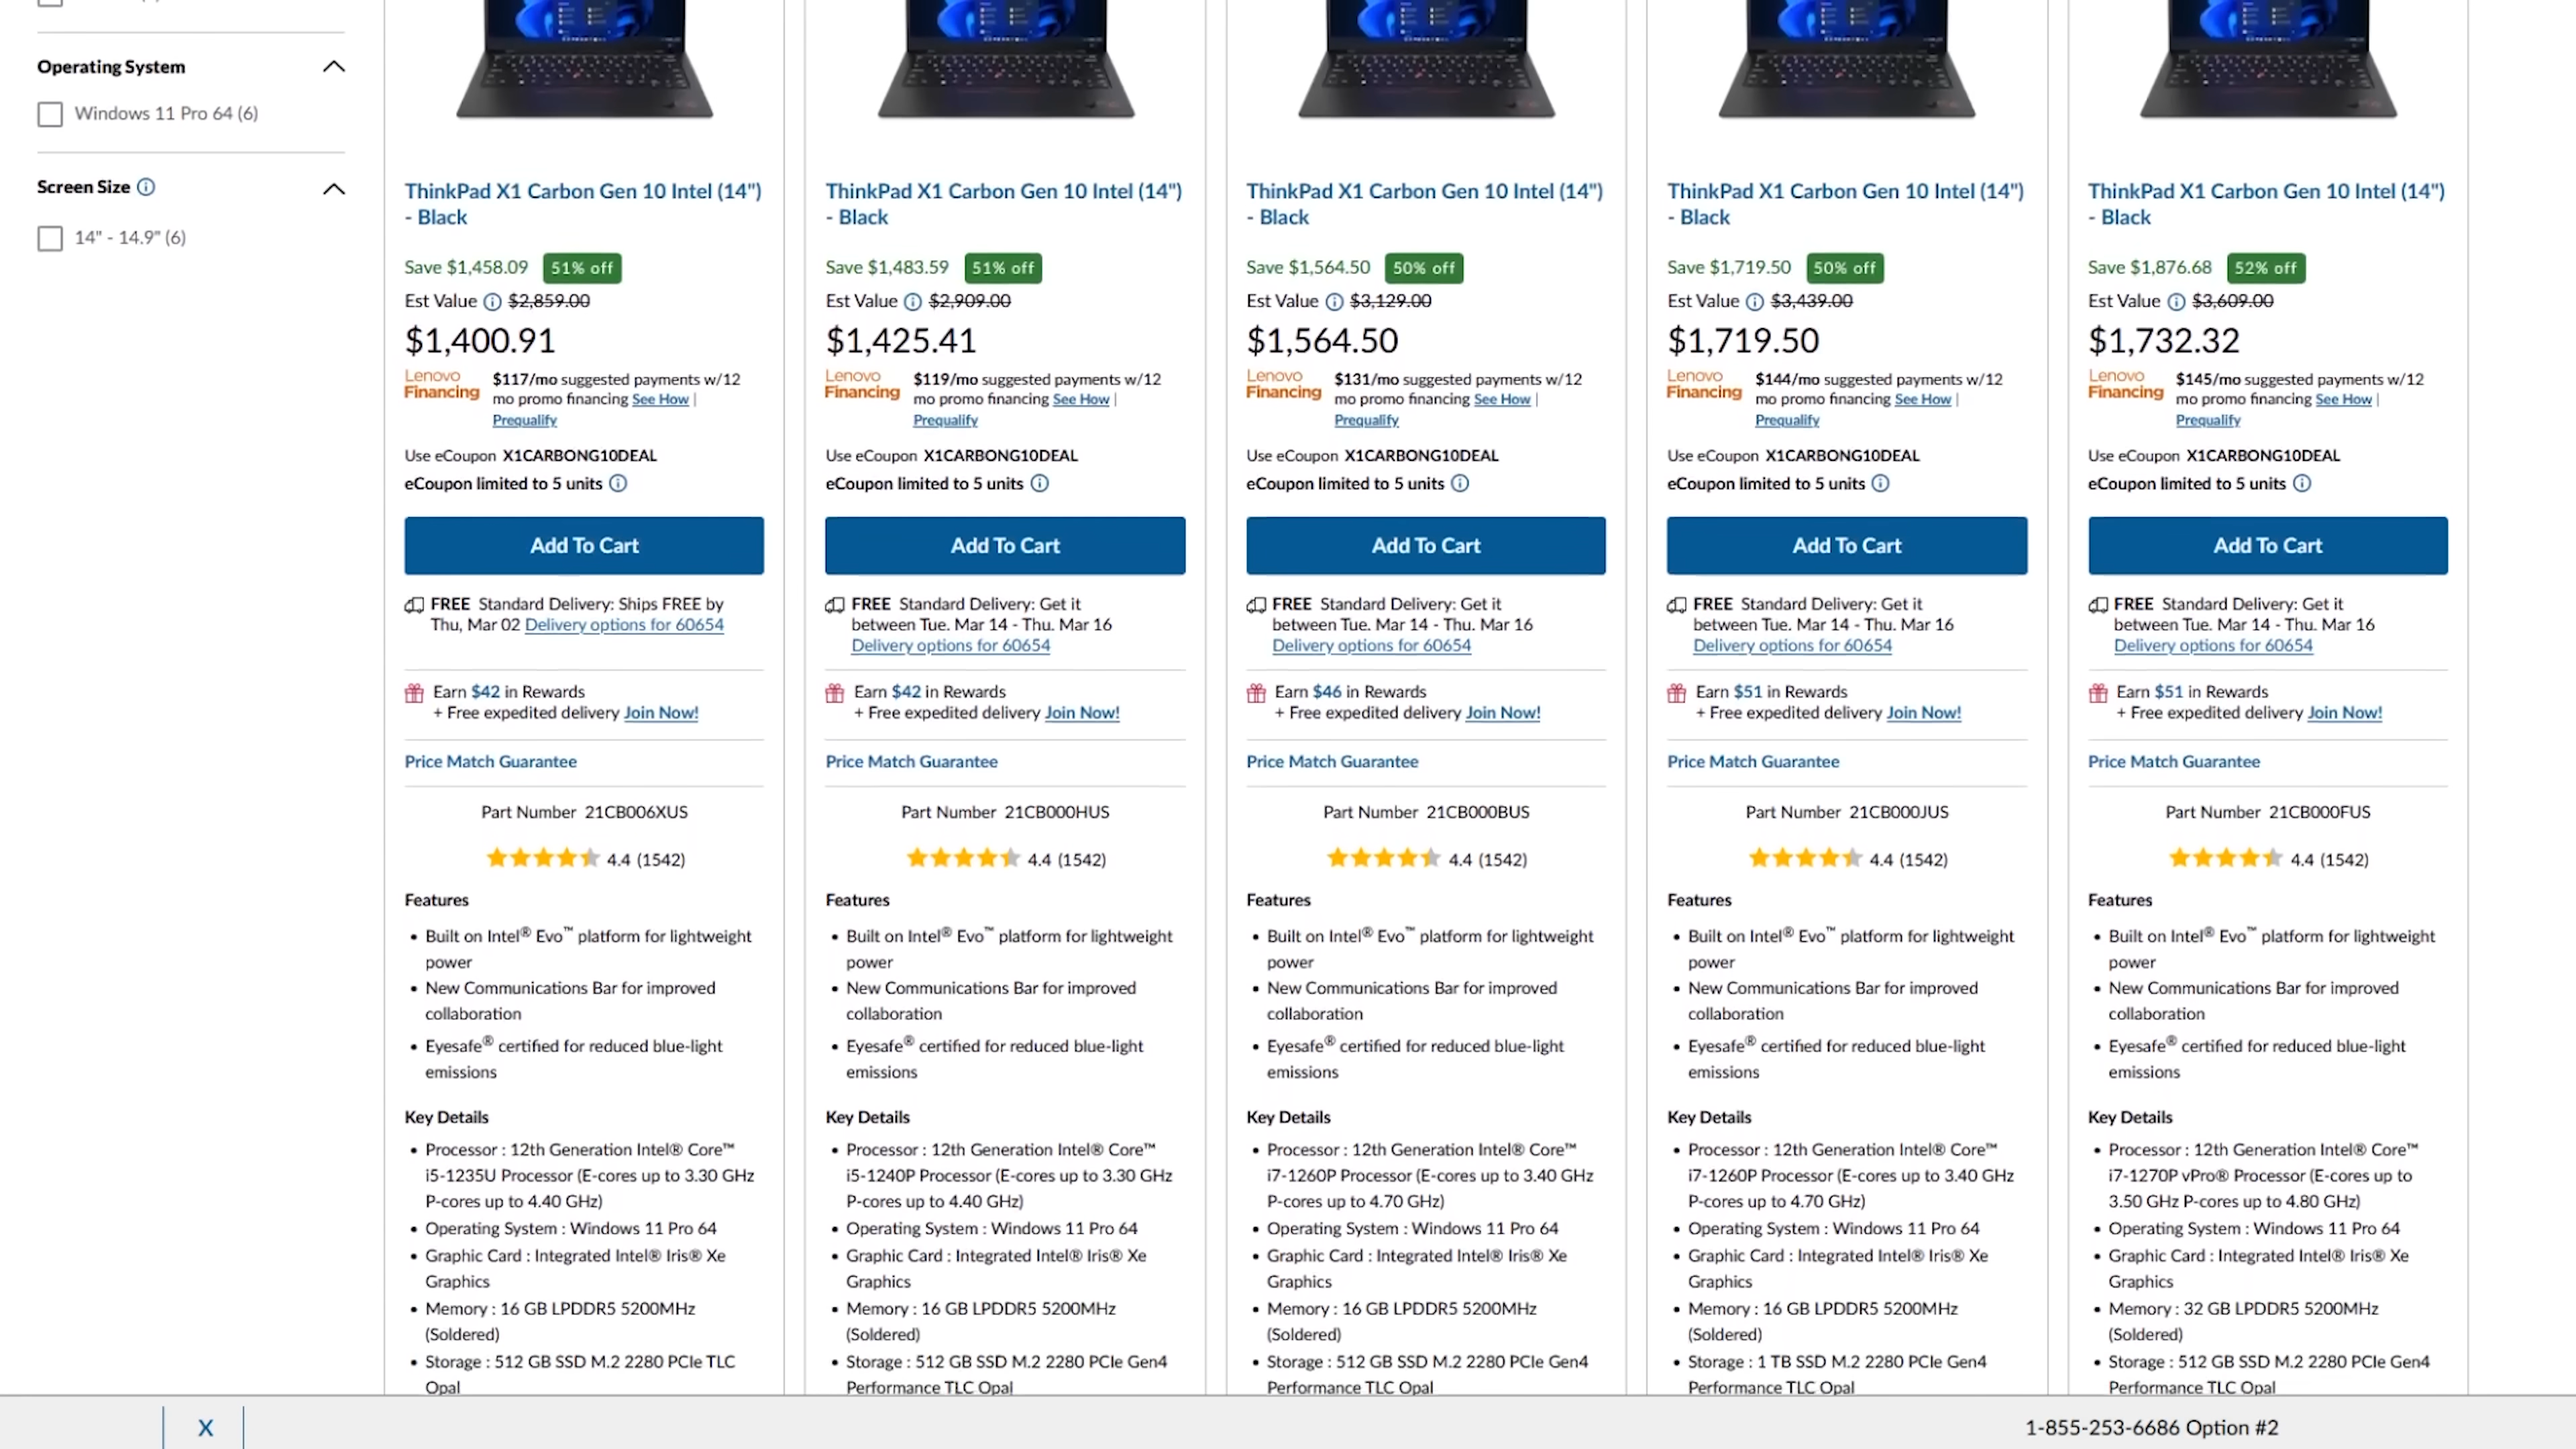 Operating System
Windows 11 Pro 64 (6)
Screen Size
14" - 14.9" (6)
ThinkPad X1 Carbon Gen 10 Intel (14")
- Black
Save $1,458.09 51% off
Est Value $2,859.00
$1,400.91
Lenovo
Financing
$117/mo suggested payments w/12
mo promo financing See How |
Prequalify
Use eCoupon X1CARBONG10DEAL
eCoupon limited to 5 units
Add To Cart
FREE Standard Delivery: Ships FREE by
Thu, Mar 02 Delivery options for 60654
Earn $42 in Rewards
+ Free expedited delivery Join Now!
Price Match Guarantee
Part Number 21CB006XUS
4.4 (1542)
Features
• Built on Intel® Evo™ platform for lightweight
power
• New Communications Bar for improved
collaboration
• Eyesafe® certified for reduced blue-light
emissions
Key Details
• Processor : 12th Generation Intel® Core™
i5-1235U Processor (E-cores up to 3.30 GHz
P-cores up to 4.40 GHz)
• Operating System : Windows 11 Pro 64
• Graphic Card : Integrated Intel® Iris® Xe
Graphics
• Memory : 16 GB LPDDR5 5200MHz
(Soldered)
• Storage : 512 GB SSD M.2 2280 PCIe TLC
Opal
ThinkPad X1 Carbon Gen 10 Intel (14")
- Black
Save $1,483.59 51% off
Est Value $2,909.00
$1,425.41
Lenovo
Financing
$119/mo suggested payments w/12
mo promo financing See How |
Prequalify
Use eCoupon X1CARBONG10DEAL
eCoupon limited to 5 units
Add To Cart
FREE Standard Delivery: Get it
between Tue. Mar 14 - Thu. Mar 16
Delivery options for 60654
Earn $42 in Rewards
+ Free expedited delivery Join Now!
Price Match Guarantee
Part Number 21CB000HUS
4.4 (1542)
Features
• Built on Intel® Evo™ platform for lightweight
power
• New Communications Bar for improved
collaboration
• Eyesafe® certified for reduced blue-light
emissions
Key Details
• Processor : 12th Generation Intel® Core™
i5-1240P Processor (E-cores up to 3.30 GHz
P-cores up to 4.40 GHz)
• Operating System : Windows 11 Pro 64
• Graphic Card : Integrated Intel® Iris® Xe
Graphics
• Memory : 16 GB LPDDR5 5200MHz
(Soldered)
• Storage : 512 GB SSD M.2 2280 PCIe Gen4
Performance TLC Opal
ThinkPad X1 Carbon Gen 10 Intel (14")
- Black
Save $1,564.50 50% off
Est Value $3,129.00
$1,564.50
Lenovo
Financing
$131/mo suggested payments w/12
mo promo financing See How |
Prequalify
Use eCoupon X1CARBONG10DEAL
eCoupon limited to 5 units
Add To Cart
FREE Standard Delivery: Get it
between Tue. Mar 14 - Thu. Mar 16
Delivery options for 60654
Earn $46 in Rewards
+ Free expedited delivery Join Now!
Price Match Guarantee
Part Number 21CB000BUS
4.4 (1542)
Features
• Built on Intel® Evo™ platform for lightweight
power
• New Communications Bar for improved
collaboration
• Eyesafe® certified for reduced blue-light
emissions
Key Details
• Processor : 12th Generation Intel® Core™
i7-1260P Processor (E-cores up to 3.40 GHz
P-cores up to 4.70 GHz)
• Operating System : Windows 11 Pro 64
• Graphic Card : Integrated Intel® Iris® Xe
Graphics
• Memory : 16 GB LPDDR5 5200MHz
(Soldered)
• Storage : 512 GB SSD M.2 2280 PCIe Gen4
Performance TLC Opal
ThinkPad X1 Carbon Gen 10 Intel (14")
- Black
Save $1,719.50 50% off
Est Value $3,439.00
$1,719.50
Lenovo
Financing
$144/mo suggested payments w/12
mo promo financing See How |
Prequalify
Use eCoupon X1CARBONG10DEAL
eCoupon limited to 5 units
Add To Cart
FREE Standard Delivery: Get it
between Tue. Mar 14 - Thu. Mar 16
Delivery options for 60654
Earn $51 in Rewards
+ Free expedited delivery Join Now!
Price Match Guarantee
Part Number 21CB000JUS
4.4 (1542)
Features
• Built on Intel® Evo™ platform for lightweight
power
• New Communications Bar for improved
collaboration
• Eyesafe® certified for reduced blue-light
emissions
Key Details
• Processor : 12th Generation Intel® Core™
i7-1260P Processor (E-cores up to 3.40 GHz
P-cores up to 4.70 GHz)
• Operating System : Windows 11 Pro 64
• Graphic Card : Integrated Intel® Iris® Xe
Graphics
• Memory : 16 GB LPDDR5 5200MHz
(Soldered)
• Storage : 1 TB SSD M.2 2280 PCIe Gen4
Performance TLC Opal
ThinkPad X1 Carbon Gen 10 Intel (14")
- Black
Save $1,876.68 52% off
Est Value $3,609.00
$1,732.32
Lenovo
Financing
$145/mo suggested payments w/12
mo promo financing See How |
Prequalify
Use eCoupon X1CARBONG10DEAL
eCoupon limited to 5 units
Add To Cart
FREE Standard Delivery: Get it
between Tue. Mar 14 - Thu. Mar 16
Delivery options for 60654
Earn $51 in Rewards
+ Free expedited delivery Join Now!
Price Match Guarantee
Part Number 21CB000FUS
4.4 (1542)
Features
• Built on Intel® Evo™ platform for lightweight
power
• New Communications Bar for improved
collaboration
• Eyesafe® certified for reduced blue-light
emissions
Key Details
• Processor : 12th Generation Intel® Core™
i7-1270P vPro® Processor (E-cores up to
3.50 GHz P-cores up to 4.80 GHz)
• Operating System : Windows 11 Pro 64
• Graphic Card : Integrated Intel® Iris® Xe
Graphics
• Memory : 32 GB LPDDR5 5200MHz
(Soldered)
• Storage : 512 GB SSD M.2 2280 PCIe Gen4
Performance TLC Opal
X
1-855-253-6686 Option #2